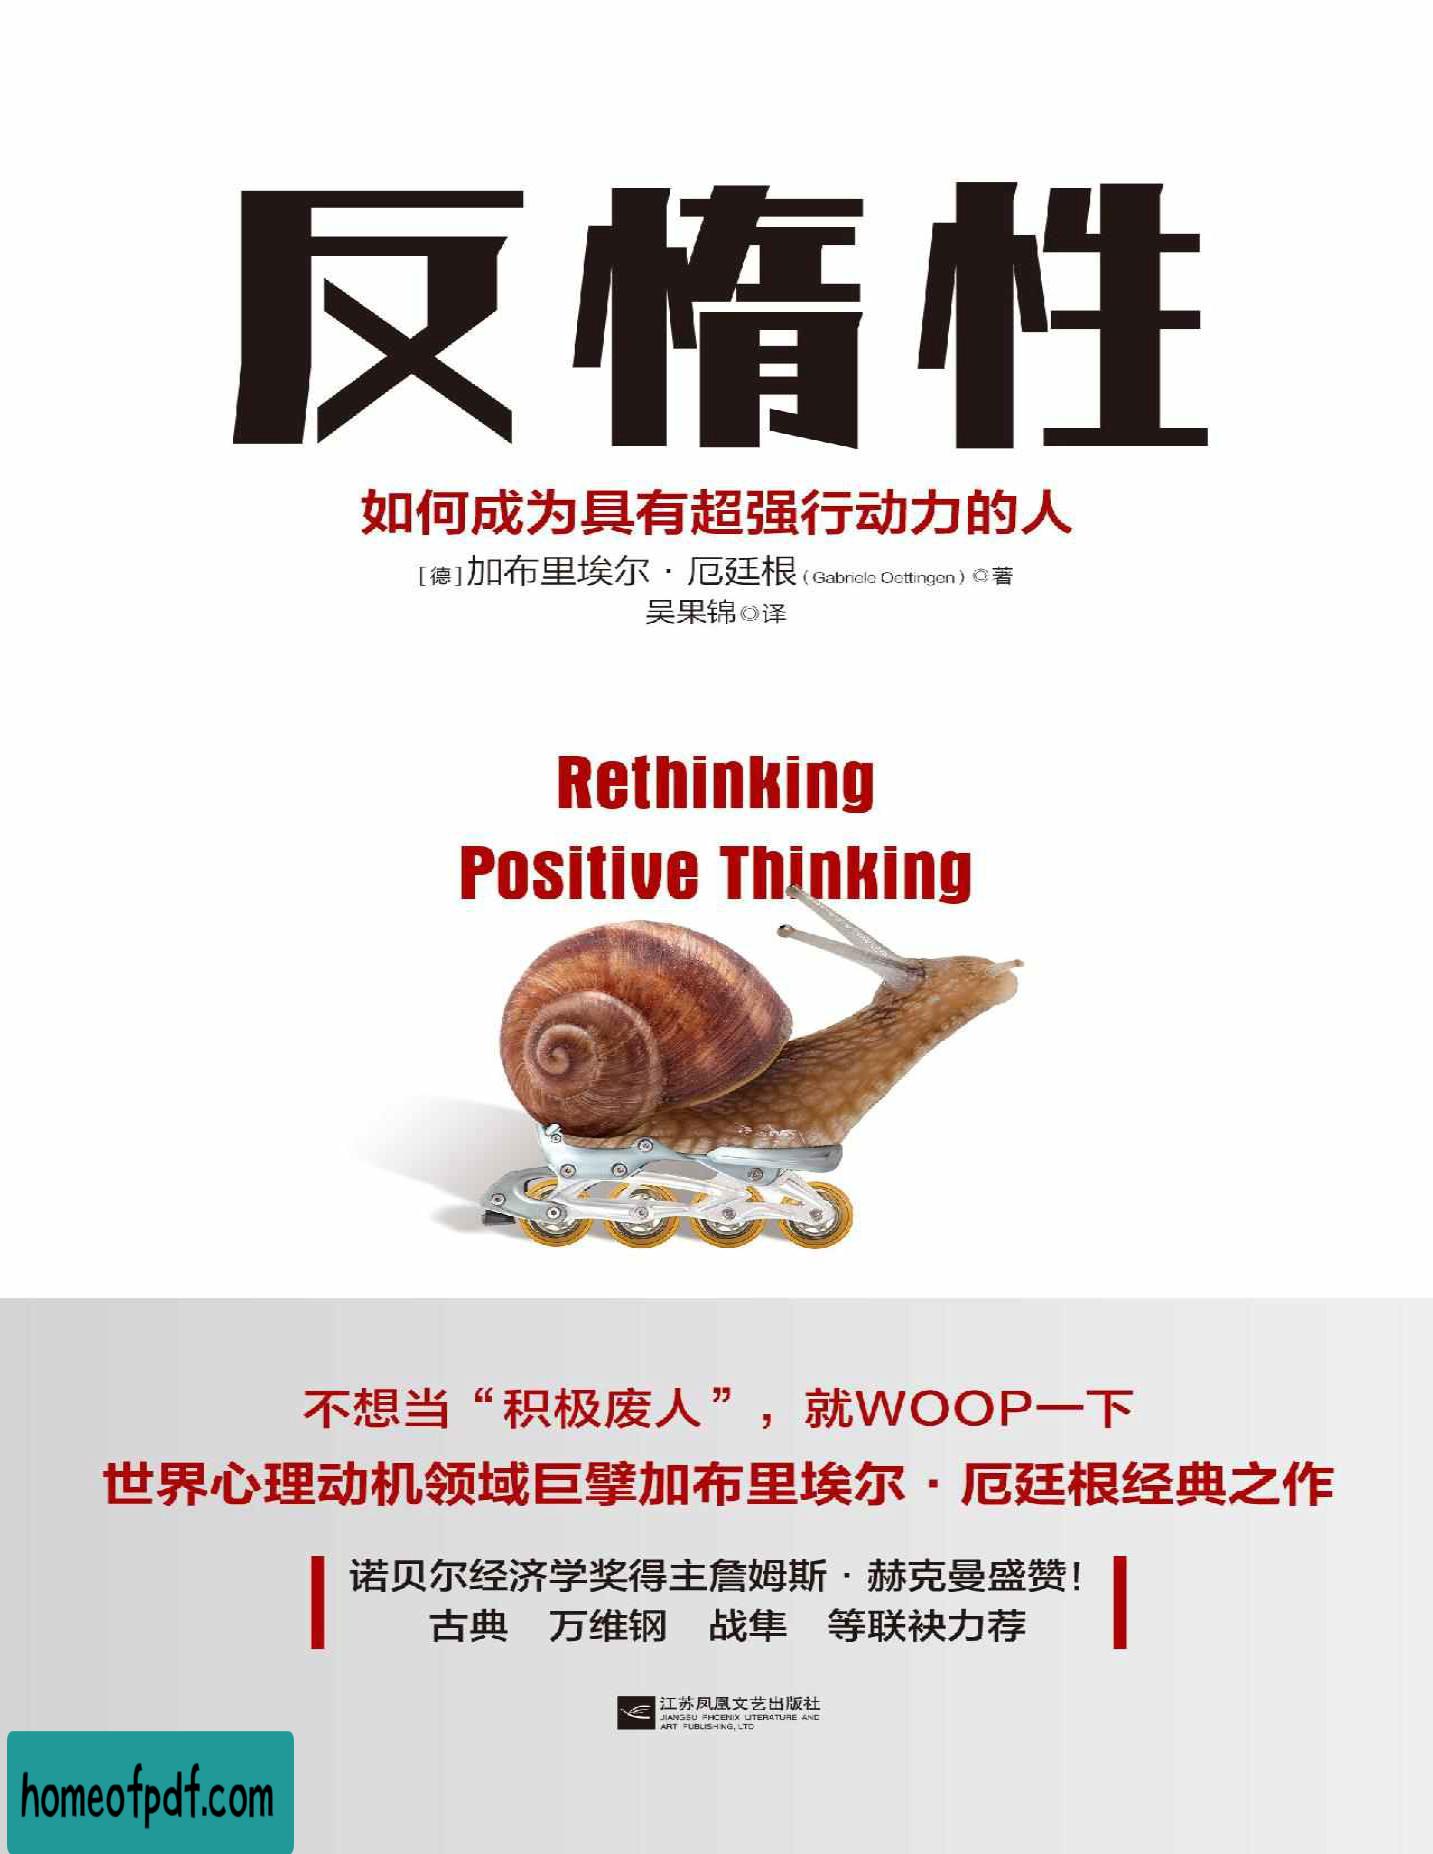 反惰性
如何成为具有超强行动力的人
[德]加布里埃尔·厄廷根(Gabriele Oettingen)◎著
吴果锦◎译
Rethinking
Positive Thinking
不想当“积极废人”，就WOOP一下
世界心理动机领域巨擘加布里埃尔·厄廷根经典之作
诺贝尔经济学奖得主詹姆斯·赫克曼盛赞！
古典 万维钢 战隼 等联袂力荐
江苏凤凰文艺出版社
JIANGSU PHOENIX LITERATURE AND
ART PUBLISHING, LTD
homeofpdf.com